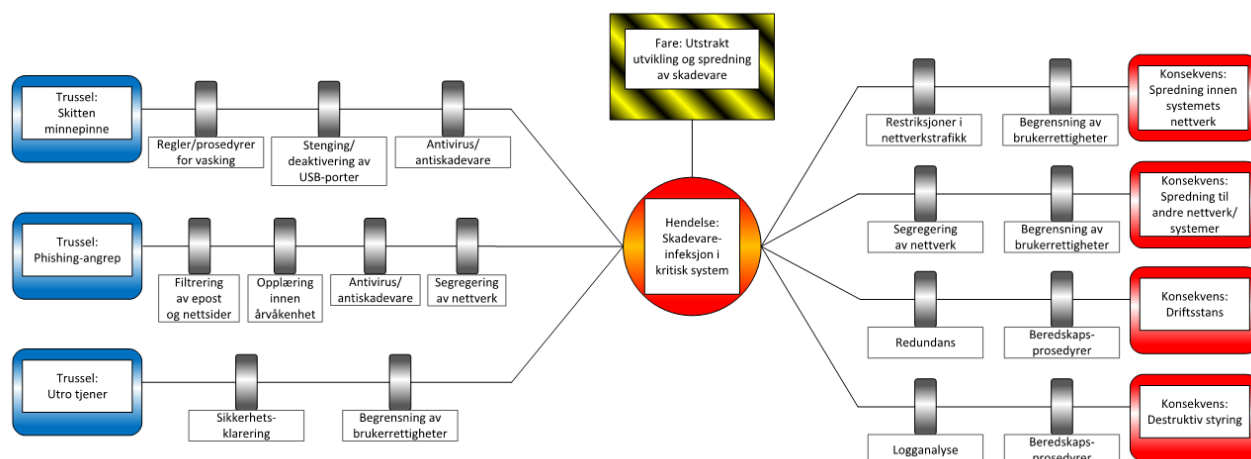 Fare: Utstrakt
utvikling og spredning
av skadevare
Trussel:
Skitten
minnepinne
Regler/prosedyrer
for vasking
Stenging/
deaktivering av
USB-porter
Antivirus/
antiskadevare
Trussel:
Phishing-angrep
Filtrering
av epost
og nettsider
Opplæring
innen
årvåkenhet
Antivirus/
antiskadevare
Segregering
av nettverk
Trussel:
Utro tjener
Sikkerhets-
klarering
Begrensning av
brukerrettigheter
Hendelse:
Skadevare-
infeksjon i
kritisk system
Restriksjoner i
nettverkstrafikk
Begrensning av
brukerrettigheter
Konsekvens:
Spredning innen
systemets
nettverk
Segregering
av nettverk
Begrensning av
brukerrettigheter
Konsekvens:
Spredning til
andre nettverk/
systemer
Redundans
Beredskaps-
prosedyrer
Konsekvens:
Driftsstans
Logganalyse
Beredskaps-
prosedyrer
Konsekvens:
Destruktiv styring